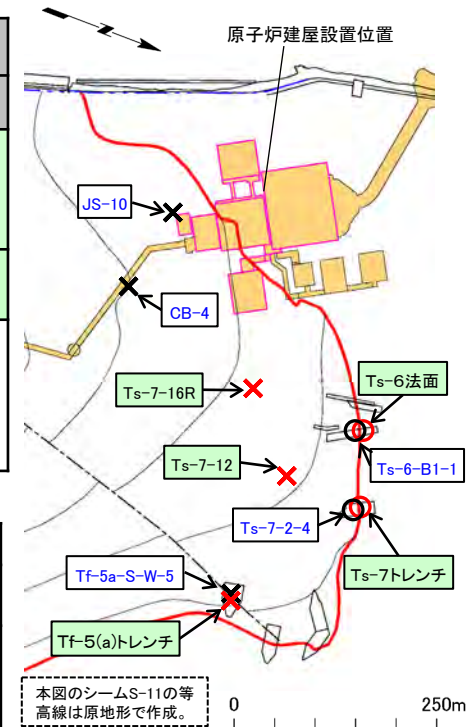 原子炉建屋設置位置
JS-10
CB-4
Ts-7-16R
Ts-6法面
Ts-7-12
Ts-6-B1-1
Ts-7-2-4
Tf-5a-S-W-5
Ts-7トレンチ
Tf-5(a)トレンチ
本図のシームS-11の等
高線は原地形で作成。
0 250m